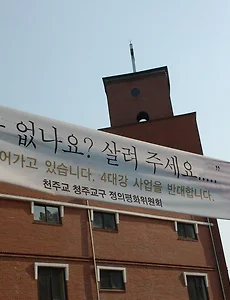 없나요? 살려 주세요....."
어가고 있습니다. 4대강 사업을 반대합니다.
천주교 청주교구 정의평화위원회